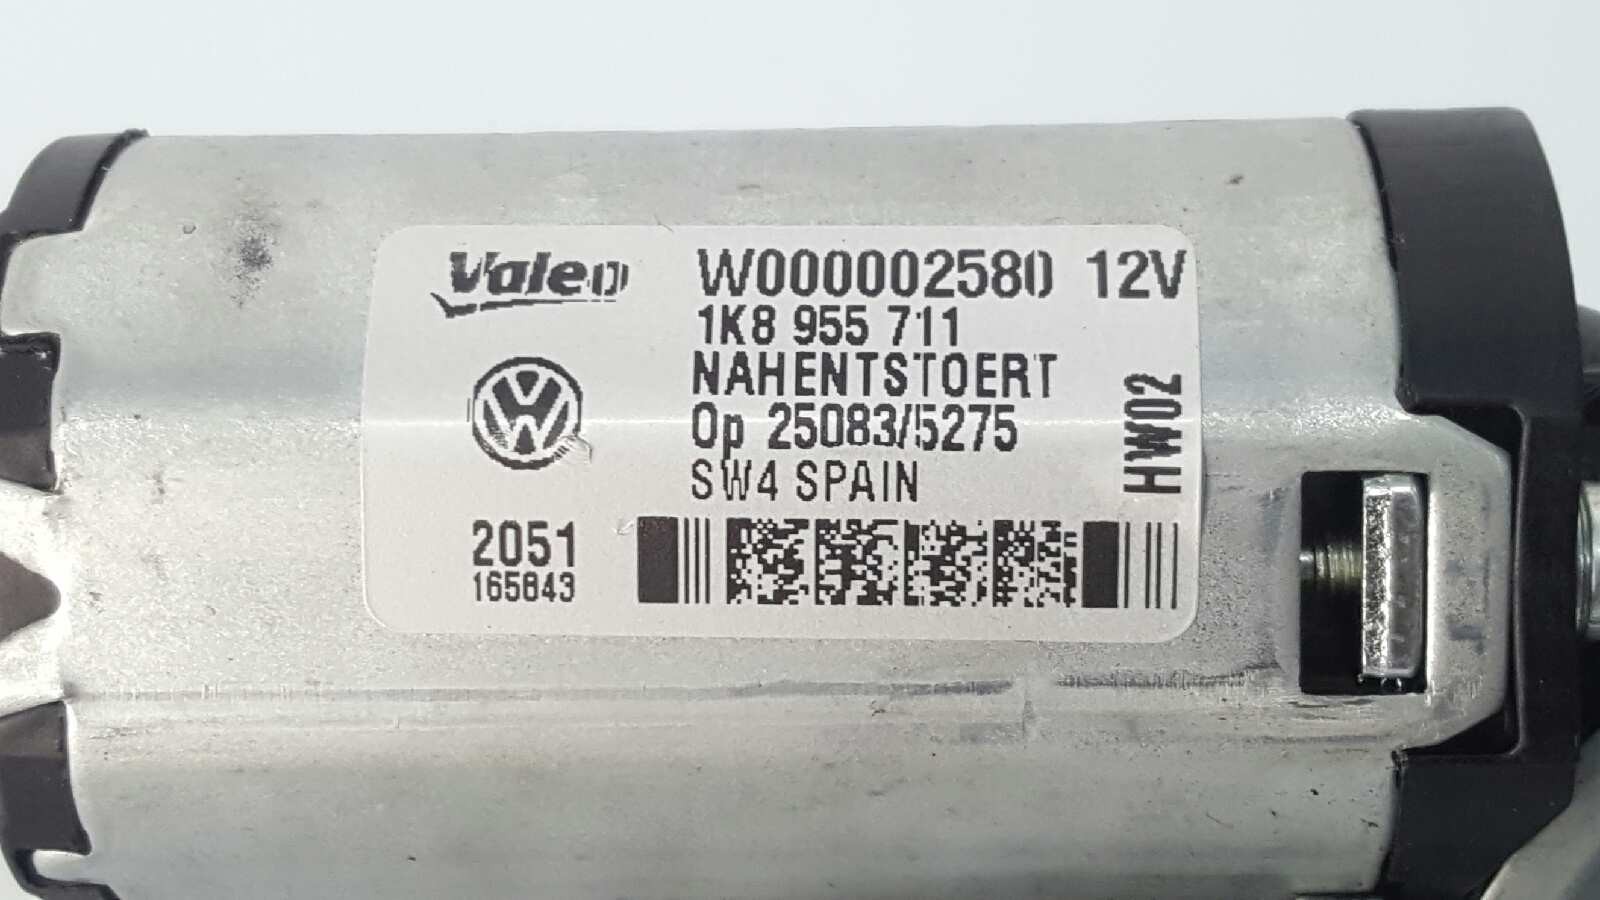 Valeo W000002580 12V
1K8 955 711
NAHENTSTOERT
Op 25083/5275
SW4 SPAIN
HW02
2051
165843